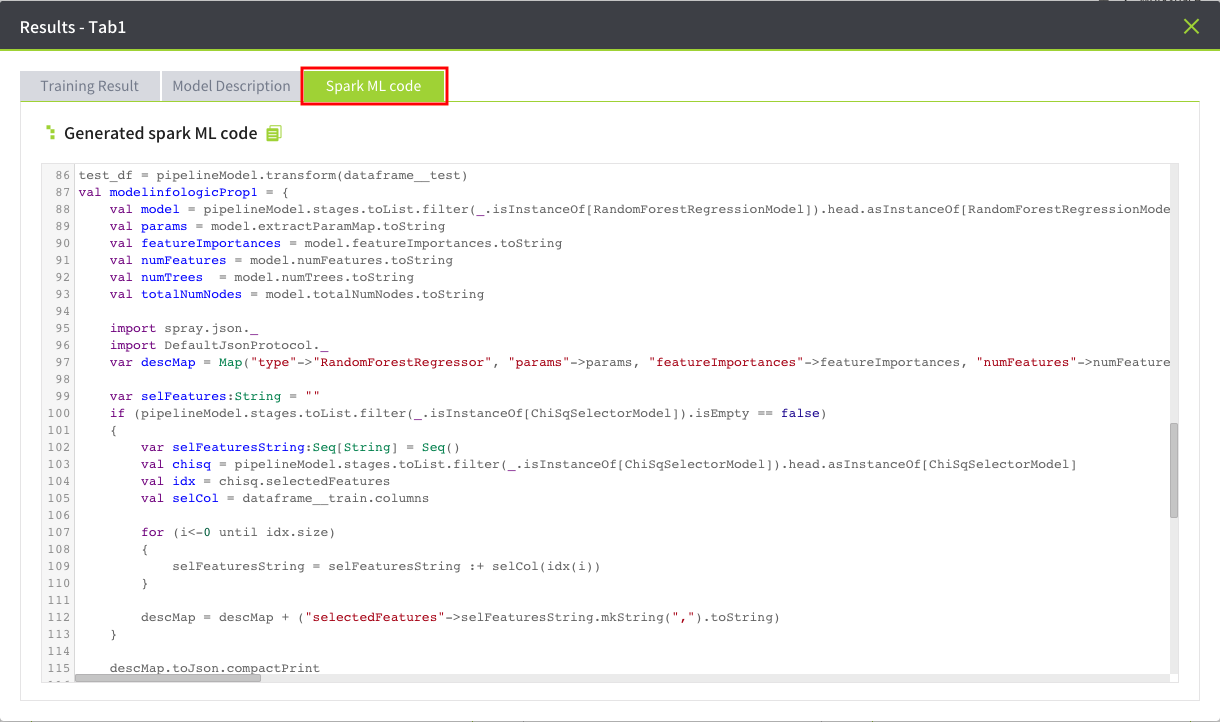 Results - Tab1
Training Result
Model Description
Spark ML code
Generated spark ML code
86 test_df = pipelineModel.transform(dataframe__test)
87 val modelinfologicProp1 = {
88     val model = pipelineModel.stages.toList.filter(_.isInstanceOf[RandomForestRegressionModel]).head.asInstanceOf[RandomForestRegressionMode
89     val params = model.extractParamMap.toString
90     val featureImportances = model.featureImportances.toString
91     val numFeatures = model.numFeatures.toString
92     val numTrees  = model.numTrees.toString
93     val totalNumNodes = model.totalNumNodes.toString
94
95     import spray.json._
96     import DefaultJsonProtocol._
97     var descMap = Map("type"->"RandomForestRegressor", "params"->params, "featureImportances"->featureImportances, "numFeatures"->numFeature
98
99     var selFeatures:String = ""
100     if (pipelineModel.stages.toList.filter(_.isInstanceOf[ChiSqSelectorModel]).isEmpty == false)
101     {
102         var selFeaturesString:Seq[String] = Seq()
103         val chisq = pipelineModel.stages.toList.filter(_.isInstanceOf[ChiSqSelectorModel]).head.asInstanceOf[ChiSqSelectorModel]
104         val idx = chisq.selectedFeatures
105         val selCol = dataframe__train.columns
106
107         for (i<-0 until idx.size)
108         {
109             selFeaturesString = selFeaturesString :+ selCol(idx(i))
110         }
111
112         descMap = descMap + ("selectedFeatures"->selFeaturesString.mkString(",").toString)
113     }
114
115     descMap.toJson.compactPrint